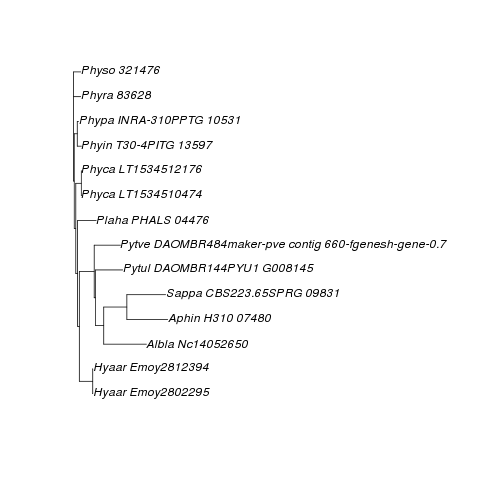 Physo 321476
Phyra 83628
Phypa INRA-310PPTG 10531
Phyin T30-4PITG 13597
Phyca LT1534512176
Phyca LT1534510474
Plaha PHALS 04476
Pytve DAOMBR484maker-pve contig 660-fgenesh-gene-0.7
Pytul DAOMBR144PYU1 G008145
Sappa CBS223.65SPRG 09831
Aphin H310 07480
Albla Nc14052650
Hyaar Emoy2812394
Hyaar Emoy2802295